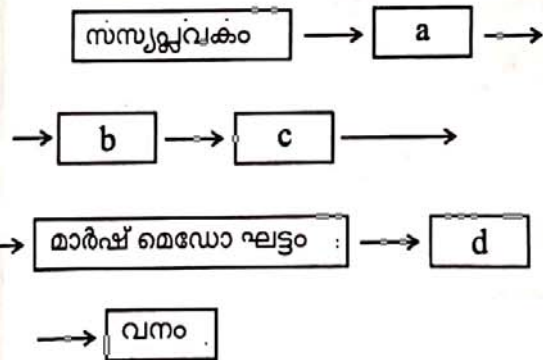 സസ്യപ്ലവകം → a →
→ b → c →
→ മാർഷ് മെഡോ ഘട്ടം : → d
→ വനം .